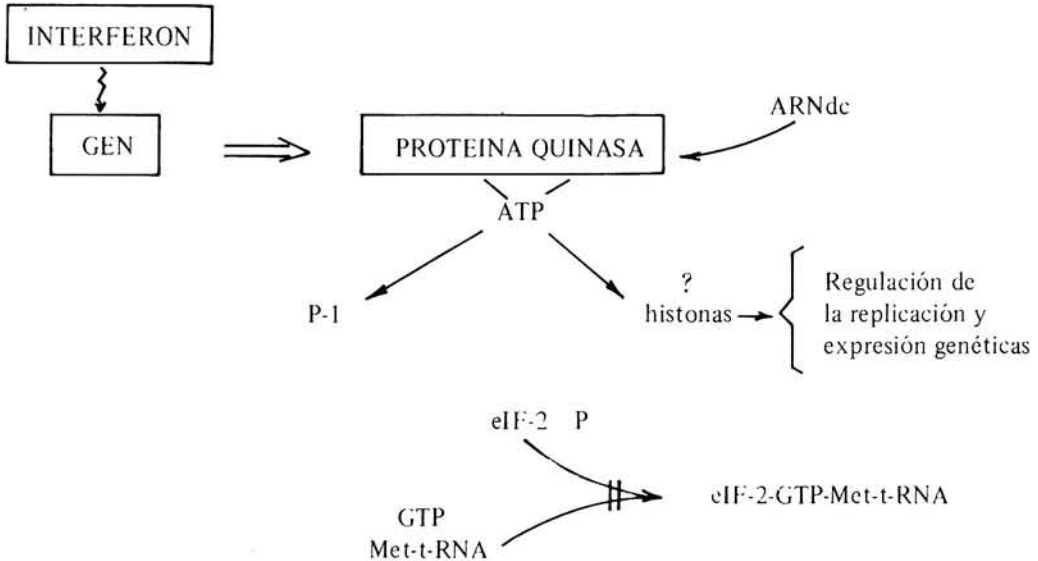 INTERFERON
GEN
PROTEINA QUINASA
ARNdc
ATP
P-1
?
histonas
Regulación de
la replicación y
expresión genéticas
eIF-2 P
GTP
Met-t-RNA
eIF-2-GTP-Met-t-RNA